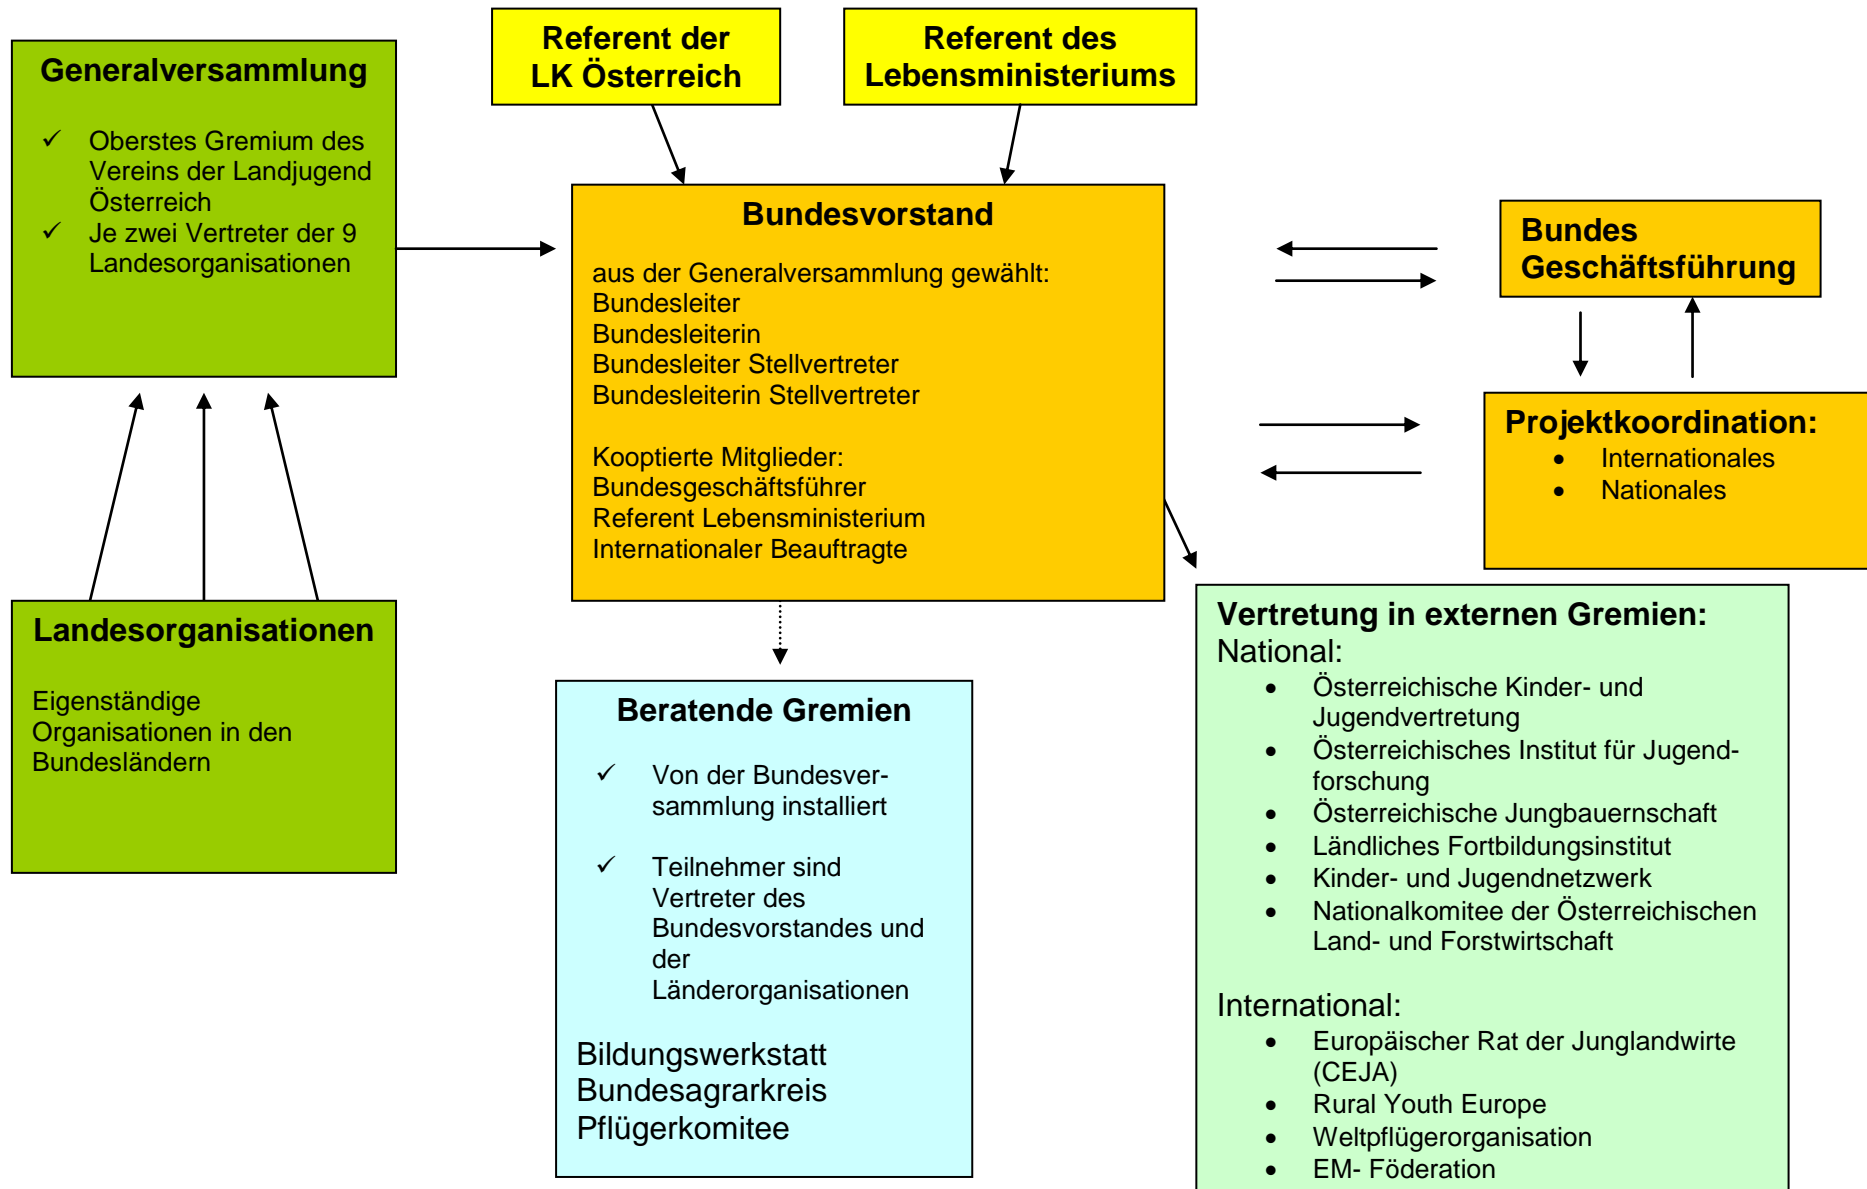 Generalversammlung
✓ Oberstes Gremium des
Vereins der Landjugend
Österreich
✓ Je zwei Vertreter der 9
Landesorganisationen
Referent der
LK Österreich
Referent des
Lebensministeriums
Bundesvorstand
aus der Generalversammlung gewählt:
Bundesleiter
Bundesleiterin
Bundesleiter Stellvertreter
Bundesleiterin Stellvertreter
Kooptierte Mitglieder:
Bundesgeschäftsführer
Referent Lebensministerium
Internationaler Beauftragte
Bundes
Geschäftsführung
Projektkoordination:
• Internationales
• Nationales
Landesorganisationen
Eigenständige
Organisationen in den
Bundesländern
Beratende Gremien
✓ Von der Bundesver-
sammlung installiert
✓ Teilnehmer sind
Vertreter des
Bundesvorstandes und
der
Länderorganisationen
Bildungswerkstatt
Bundesagrarkreis
Pflügerkomitee
Vertretung in externen Gremien:
National:
• Österreichische Kinder- und
Jugendvertretung
• Österreichisches Institut für Jugend-
forschung
• Österreichische Jungbauernschaft
• Ländliches Fortbildungsinstitut
• Kinder- und Jugendnetzwerk
• Nationalkomitee der Österreichischen
Land- und Forstwirtschaft
International:
• Europäischer Rat der Junglandwirte
(CEJA)
• Rural Youth Europe
• Weltpflügerorganisation
• EM- Föderation